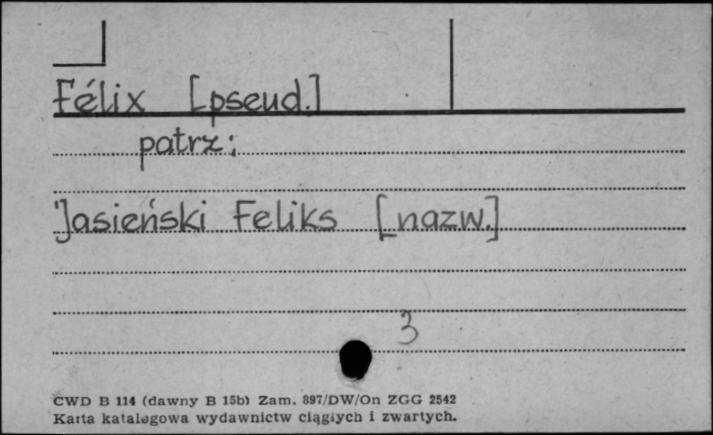 Félix [pseud.]
patrz:
Jasieński Feliks [nazw.]
3
CWD B 114 (dawny B 15b) Zam. 897/DW/On ZGG 2542
Karta katalogowa wydawnictw ciągłych i zwartych.